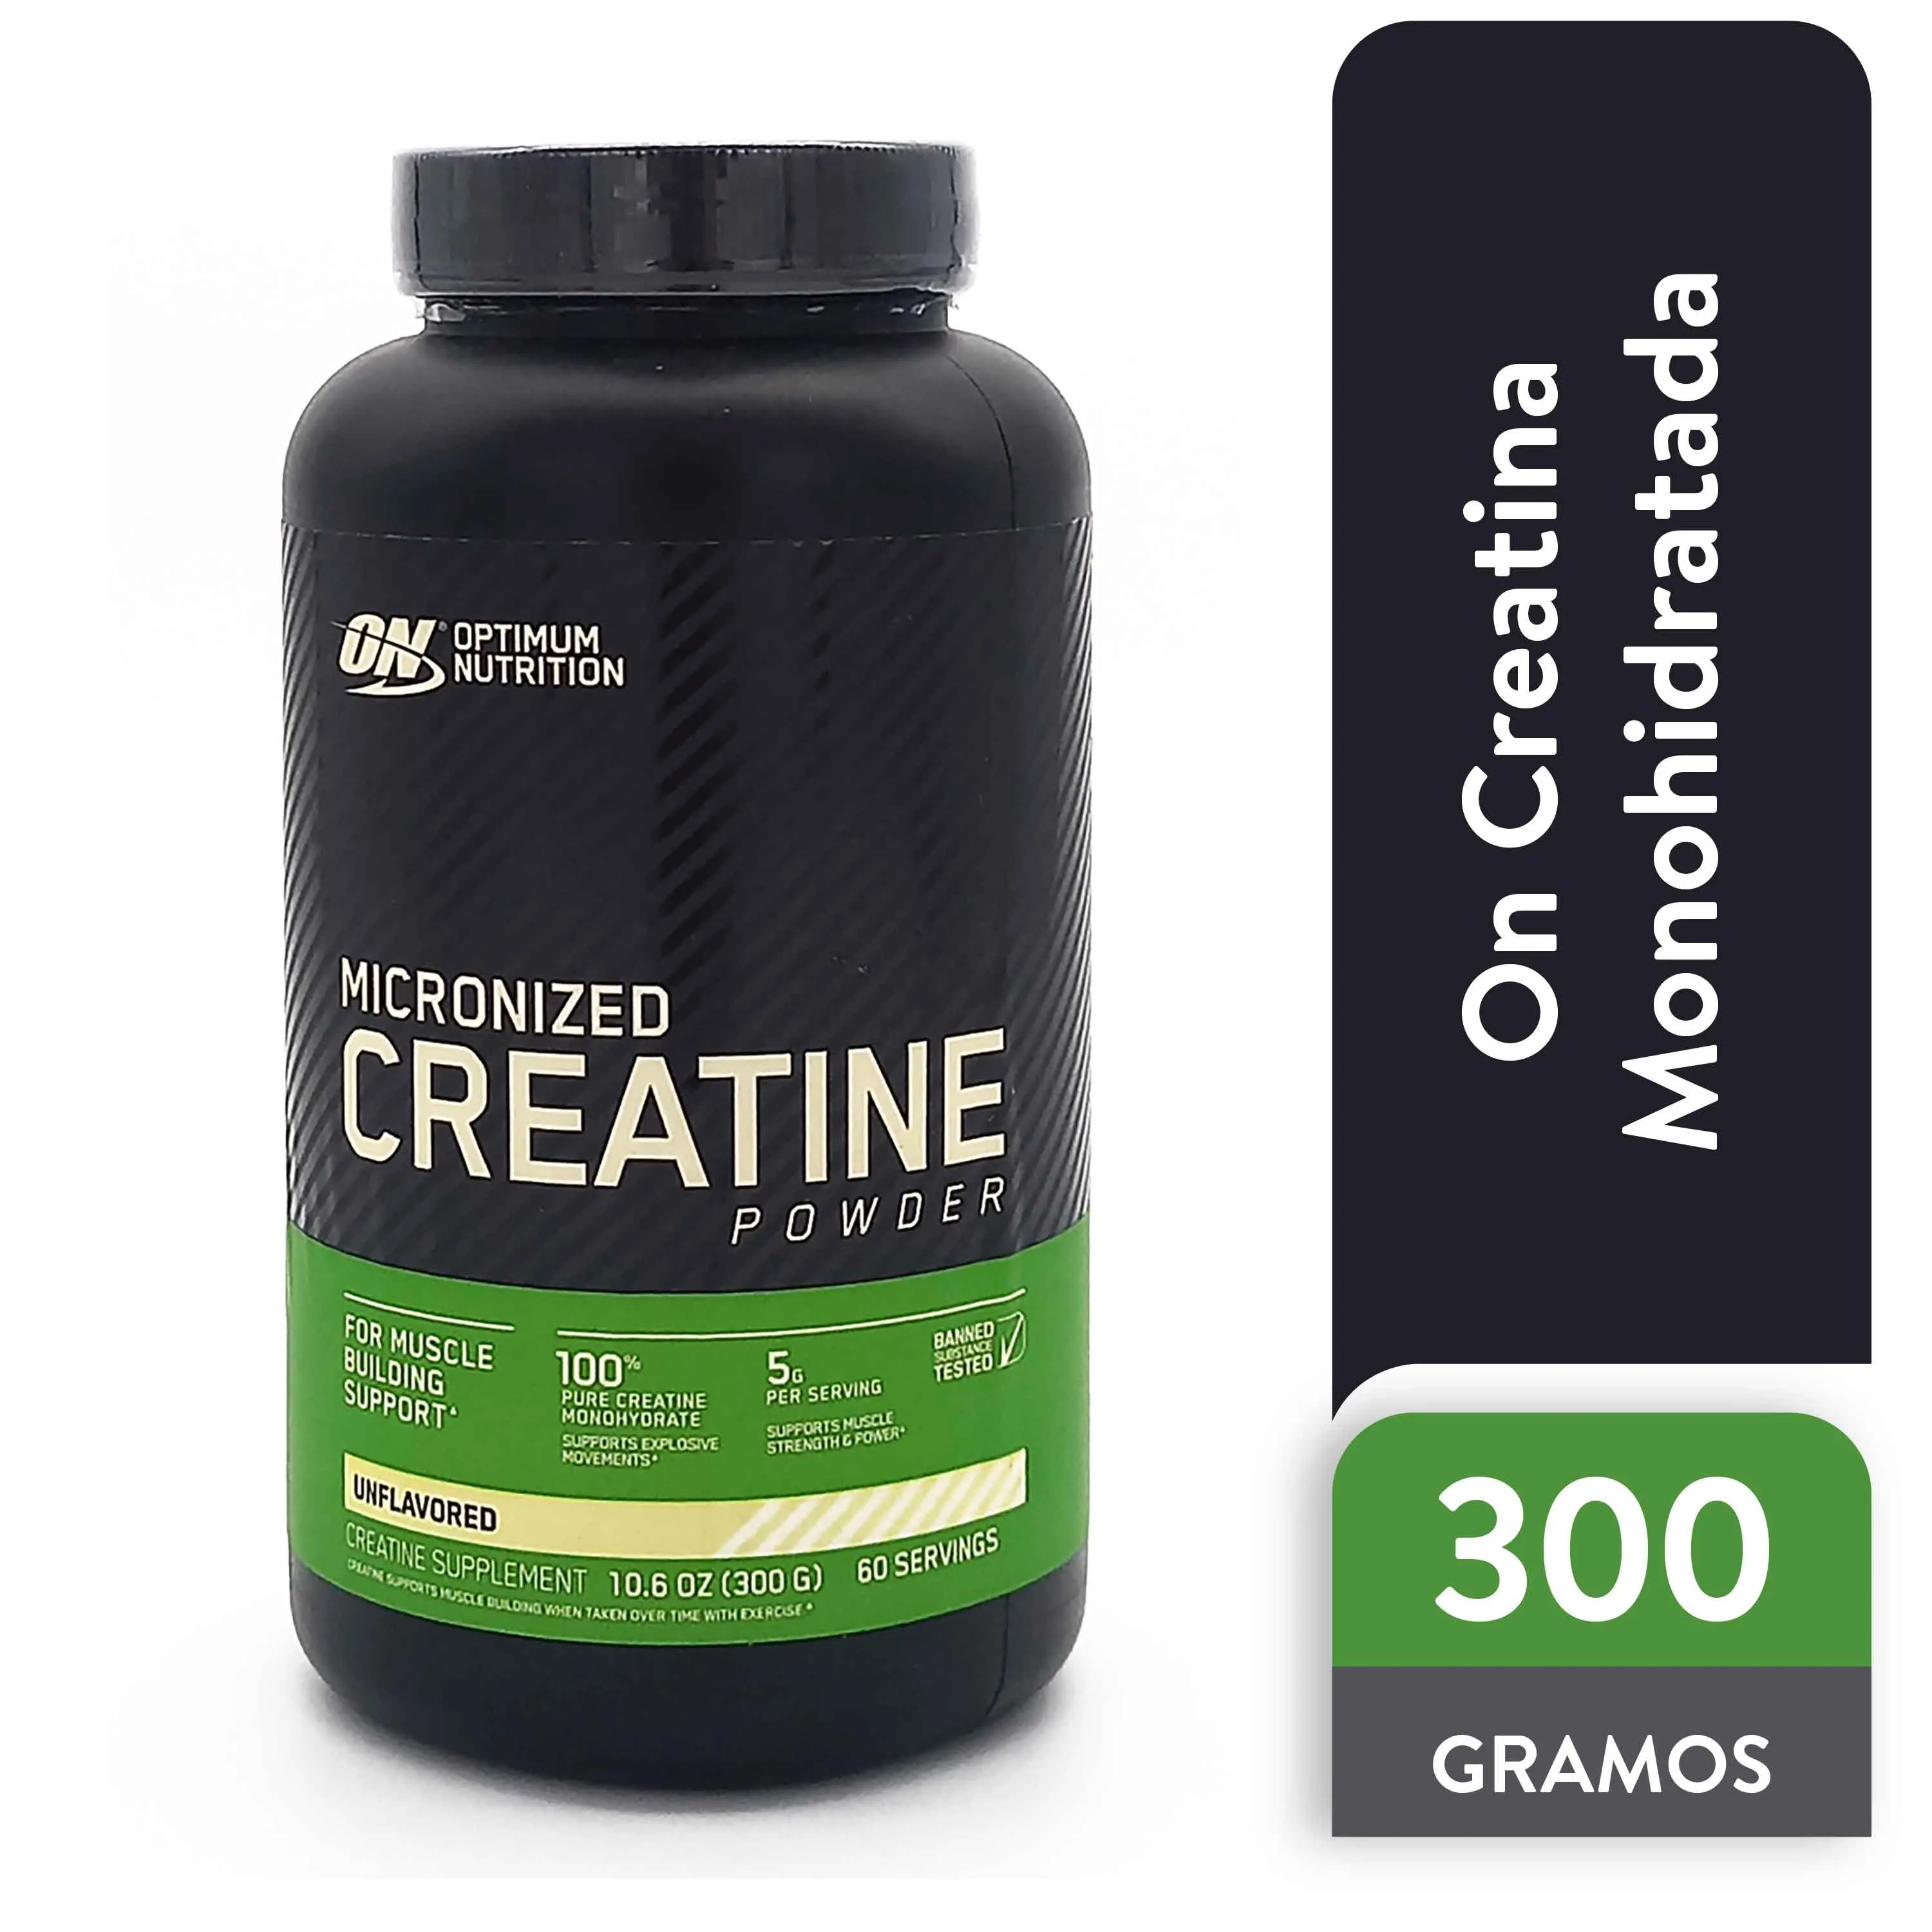 ON® OPTIMUM
NUTRITION
MICRONIZED
CREATINE
POWDER
FOR MUSCLE
BUILDING
SUPPORT*
100%
PURE CREATINE
MONOHYDRATE
SUPPORTS EXPLOSIVE
MOVEMENTS*
5G
PER SERVING
SUPPORTS MUSCLE
STRENGTH & POWER*
BANNED
SUBSTANCE
TESTED
UNFLAVORED
CREATINE SUPPLEMENT 10.6 OZ (300 G) 60 SERVINGS
CREATINE SUPPORTS MUSCLE BUILDING WHEN TAKEN OVER TIME WITH EXERCISE.*
On Creatina
Monohidratada
300
GRAMOS